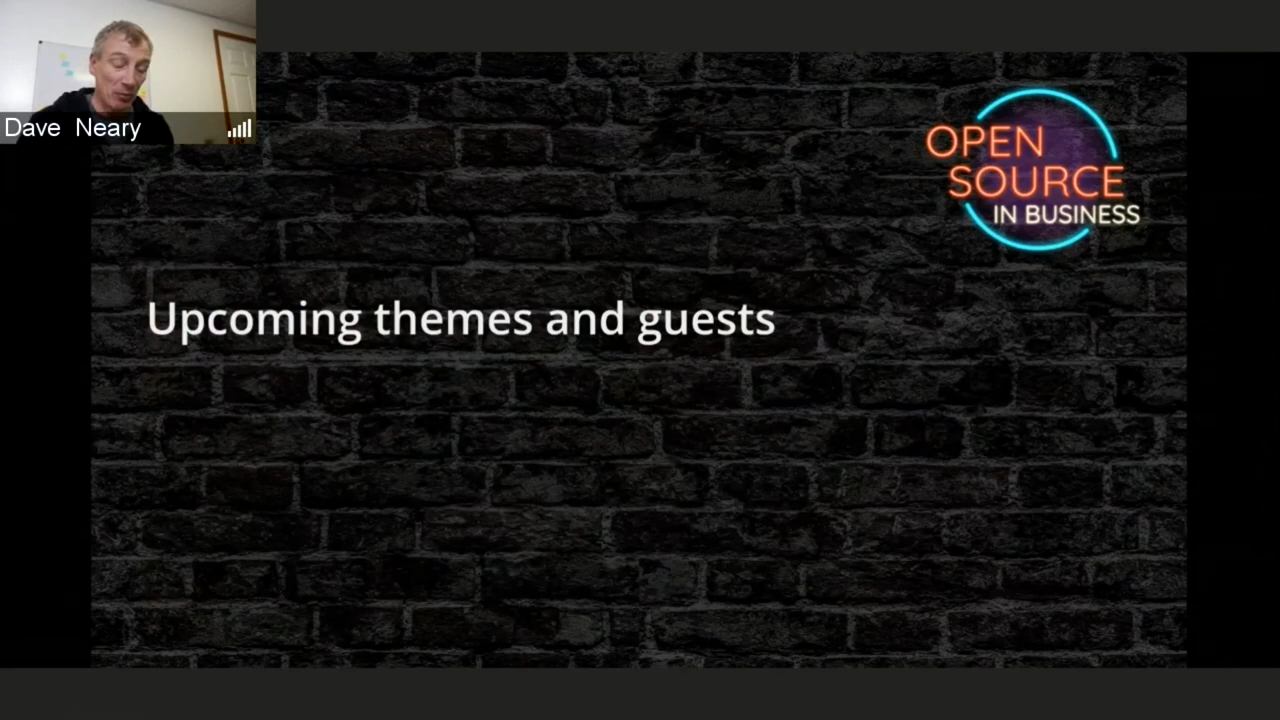 Dave Neary
OPEN
SOURCE
IN BUSINESS
Upcoming themes and guests